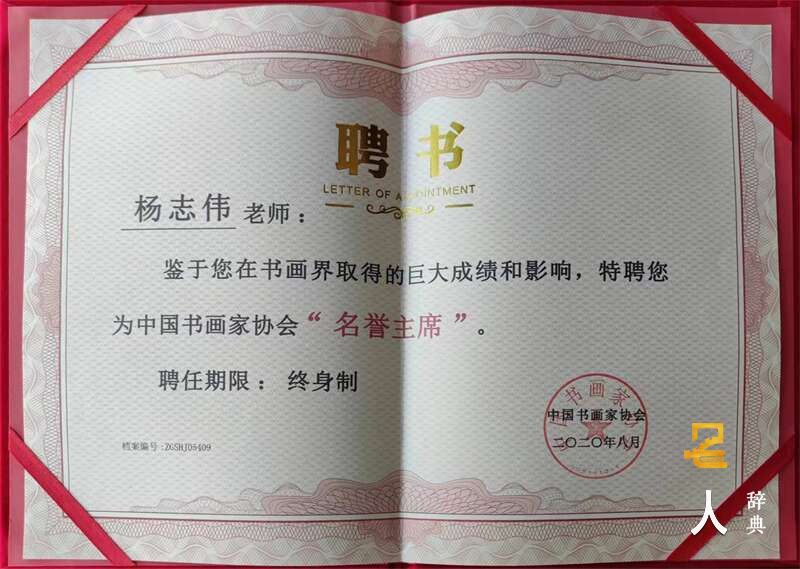 聘书
LETTER OF APPOINTMENT
杨志伟 老师：
鉴于您在书画界取得的巨大成绩和影响，特聘您
为中国书画家协会“名誉主席”。
聘任期限：终身制
中国书画家协会
二〇二〇年八月
档案编号:ZGSHJ05409
名人辞典